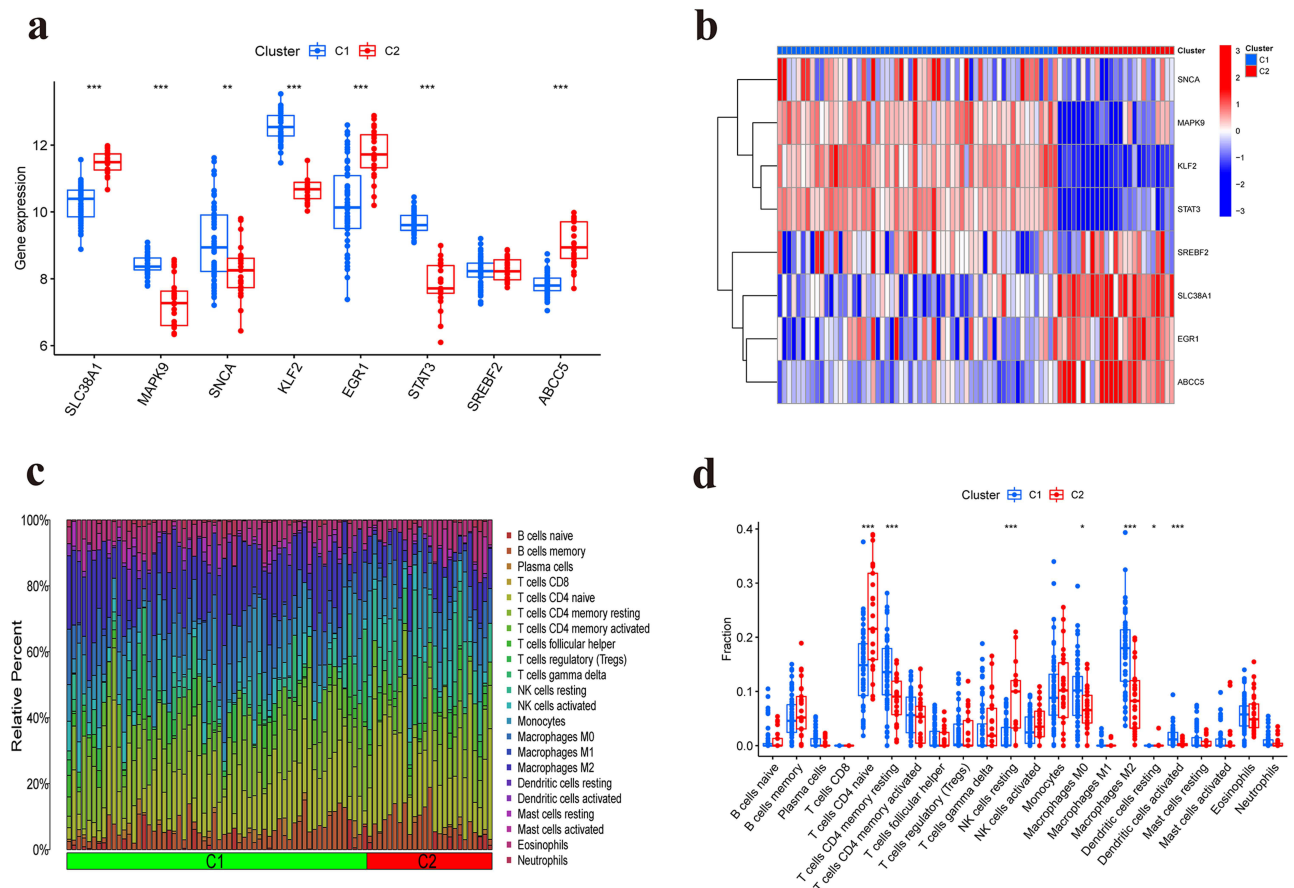 a
Cluster C1 C2
*** *** ** *** *** *** ***
Gene expression
12
10
8
6
SLC38A1
MAPK9
SNCA
KLF2
EGR1
STAT3
SREBF2
ABCC5
b
Cluster
SNCA
MAPK9
KLF2
STAT3
SREBF2
SLC38A1
EGR1
ABCC5
3
2
1
0
−1
−2
−3
Cluster
C1
C2
c
Relative Percent
100%
80%
60%
40%
20%
0%
C1 C2
B cells naive
B cells memory
Plasma cells
T cells CD8
T cells CD4 naive
T cells CD4 memory resting
T cells CD4 memory activated
T cells follicular helper
T cells regulatory (Tregs)
T cells gamma delta
NK cells resting
NK cells activated
Monocytes
Macrophages M0
Macrophages M1
Macrophages M2
Dendritic cells resting
Dendritic cells activated
Mast cells resting
Mast cells activated
Eosinophils
Neutrophils
d
Cluster C1 C2
*** *** *** * *** * ***
Fraction
0.4
0.3
0.2
0.1
0.0
B cells naive
B cells memory
Plasma cells
T cells CD8
T cells CD4 naive
T cells CD4 memory resting
T cells CD4 memory activated
T cells follicular helper
T cells regulatory (Tregs)
T cells gamma delta
NK cells resting
NK cells activated
Monocytes
Macrophages M0
Macrophages M1
Macrophages M2
Dendritic cells resting
Dendritic cells activated
Mast cells resting
Mast cells activated
Eosinophils
Neutrophils